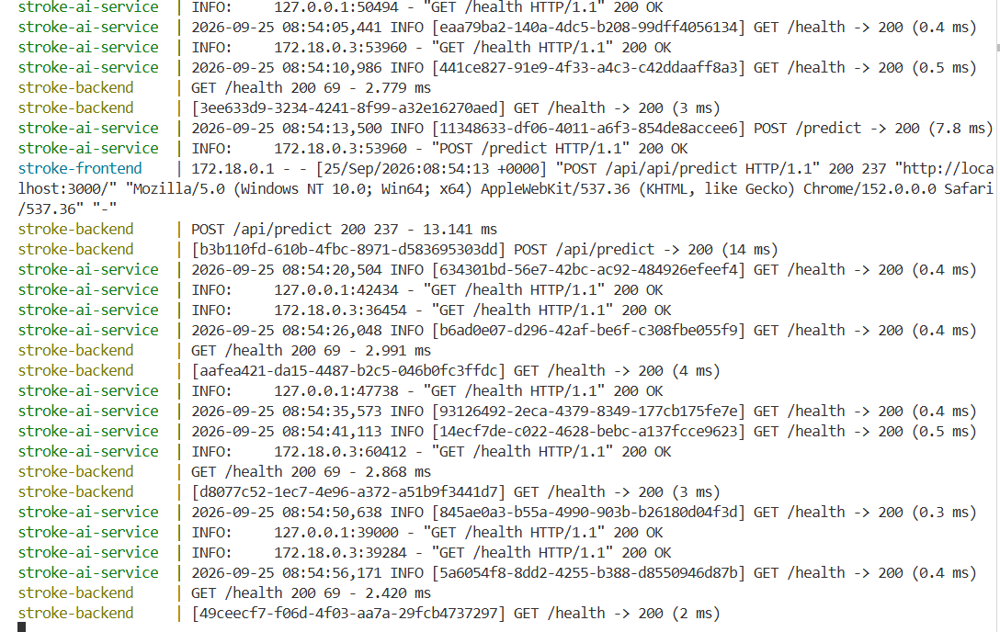 stroke-ai-service  | INFO:     127.0.0.1:50494 - "GET /health HTTP/1.1" 200 OK
stroke-ai-service  | 2026-09-25 08:54:05,441 INFO [eaa79ba2-140a-4dc5-b208-99dff4056134] GET /health -> 200 (0.4 ms)
stroke-ai-service  | INFO:     172.18.0.3:53960 - "GET /health HTTP/1.1" 200 OK
stroke-ai-service  | 2026-09-25 08:54:10,986 INFO [441ce827-91e9-4f33-a4c3-c42ddaaff8a3] GET /health -> 200 (0.5 ms)
stroke-backend     | GET /health 200 69 - 2.779 ms
stroke-backend     | [3ee633d9-3234-4241-8f99-a32e16270aed] GET /health -> 200 (3 ms)
stroke-ai-service  | 2026-09-25 08:54:13,500 INFO [11348633-df06-4011-a6f3-854de8accee6] POST /predict -> 200 (7.8 ms)
stroke-ai-service  | INFO:     172.18.0.3:53960 - "POST /predict HTTP/1.1" 200 OK
stroke-frontend    | 172.18.0.1 - - [25/Sep/2026:08:54:13 +0000] "POST /api/api/predict HTTP/1.1" 200 237 "http://loca
lhost:3000/" "Mozilla/5.0 (Windows NT 10.0; Win64; x64) AppleWebKit/537.36 (KHTML, like Gecko) Chrome/152.0.0.0 Safari
/537.36" "-"
stroke-backend     | POST /api/predict 200 237 - 13.141 ms
stroke-backend     | [b3b110fd-610b-4fbc-8971-d583695303dd] POST /api/predict -> 200 (14 ms)
stroke-ai-service  | 2026-09-25 08:54:20,504 INFO [634301bd-56e7-42bc-ac92-484926efeef4] GET /health -> 200 (0.4 ms)
stroke-ai-service  | INFO:     127.0.0.1:42434 - "GET /health HTTP/1.1" 200 OK
stroke-ai-service  | INFO:     172.18.0.3:36454 - "GET /health HTTP/1.1" 200 OK
stroke-ai-service  | 2026-09-25 08:54:26,048 INFO [b6ad0e07-d296-42af-be6f-c308fbe055f9] GET /health -> 200 (0.4 ms)
stroke-backend     | GET /health 200 69 - 2.991 ms
stroke-backend     | [aafea421-da15-4487-b2c5-046b0fc3ffdc] GET /health -> 200 (4 ms)
stroke-ai-service  | INFO:     127.0.0.1:47738 - "GET /health HTTP/1.1" 200 OK
stroke-ai-service  | 2026-09-25 08:54:35,573 INFO [93126492-2eca-4379-8349-177cb175fe7e] GET /health -> 200 (0.4 ms)
stroke-ai-service  | 2026-09-25 08:54:41,113 INFO [14ecf7de-c022-4628-bebc-a137fcce9623] GET /health -> 200 (0.5 ms)
stroke-ai-service  | INFO:     172.18.0.3:60412 - "GET /health HTTP/1.1" 200 OK
stroke-backend     | GET /health 200 69 - 2.868 ms
stroke-backend     | [d8077c52-1ec7-4e96-a372-a51b9f3441d7] GET /health -> 200 (3 ms)
stroke-ai-service  | 2026-09-25 08:54:50,638 INFO [845ae0a3-b55a-4990-903b-b26180d04f3d] GET /health -> 200 (0.3 ms)
stroke-ai-service  | INFO:     127.0.0.1:39000 - "GET /health HTTP/1.1" 200 OK
stroke-ai-service  | INFO:     172.18.0.3:39284 - "GET /health HTTP/1.1" 200 OK
stroke-ai-service  | 2026-09-25 08:54:56,171 INFO [5a6054f8-8dd2-4255-b388-d8550946d87b] GET /health -> 200 (0.4 ms)
stroke-backend     | GET /health 200 69 - 2.420 ms
stroke-backend     | [49ceecf7-f06d-4f03-aa7a-29fcb4737297] GET /health -> 200 (2 ms)